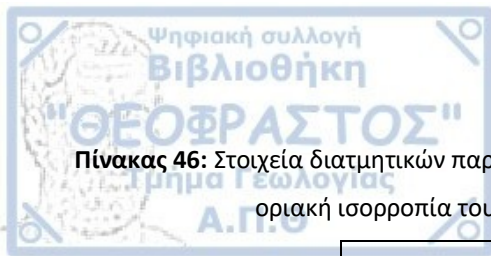 Ψηφιακή συλλογή
Βιβλιοθήκη
"ΘΕΟΦΡΑΣΤΟΣ"
Πίνακας 46: Στοιχεία διατμητικών παρ
Τμήμα Γεωλογίας
οριακή ισορροπία του
Α.Π.Θ